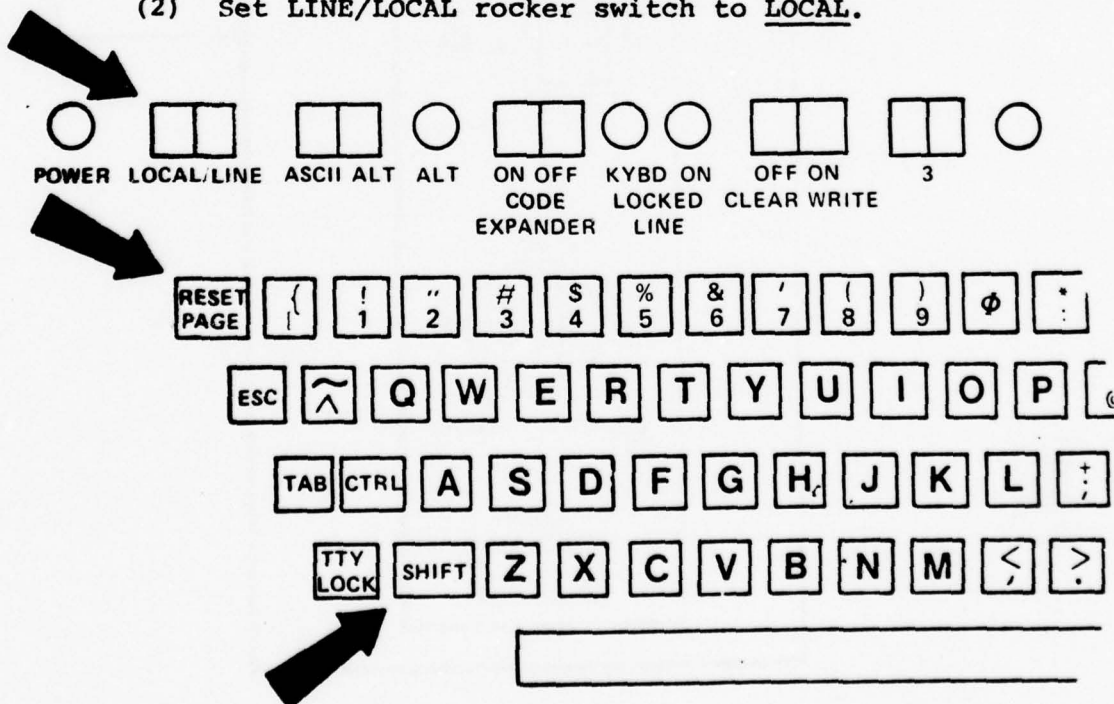 (2) Set LINE/LOCAL rocker switch to LOCAL.
POWER LOCAL/LINE ASCII ALT ALT ON OFF KYBD ON OFF ON 3
CODE LOCKED CLEAR WRITE
EXPANDER LINE
RESET { ! " # $ % & ' ( ) *
PAGE | 1 2 3 4 5 6 7 8 9 Ø :
ESC ~ Q W E R T Y U I O P @
^
TAB CTRL A S D F G H J K L +
;
TTY SHIFT Z X C V B N M < >
LOCK , .